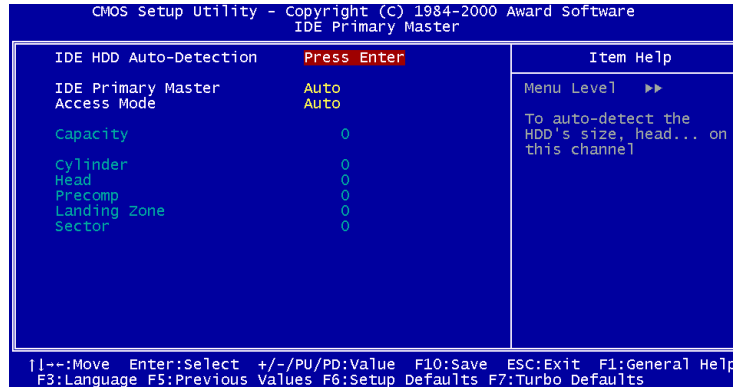 CMOS Setup Utility - Copyright (C) 1984-2000 Award Software
IDE Primary Master
IDE HDD Auto-Detection Press Enter
IDE Primary Master Auto
Access Mode Auto
Capacity 0
Cylinder 0
Head 0
Precomp 0
Landing Zone 0
Sector 0
Item Help
Menu Level ▶▶
To auto-detect the
HDD's size, head... on
this channel
↑↓→←:Move Enter:Select +/-/PU/PD:Value F10:Save ESC:Exit F1:General Help
F3:Language F5:Previous Values F6:Setup Defaults F7:Turbo Defaults